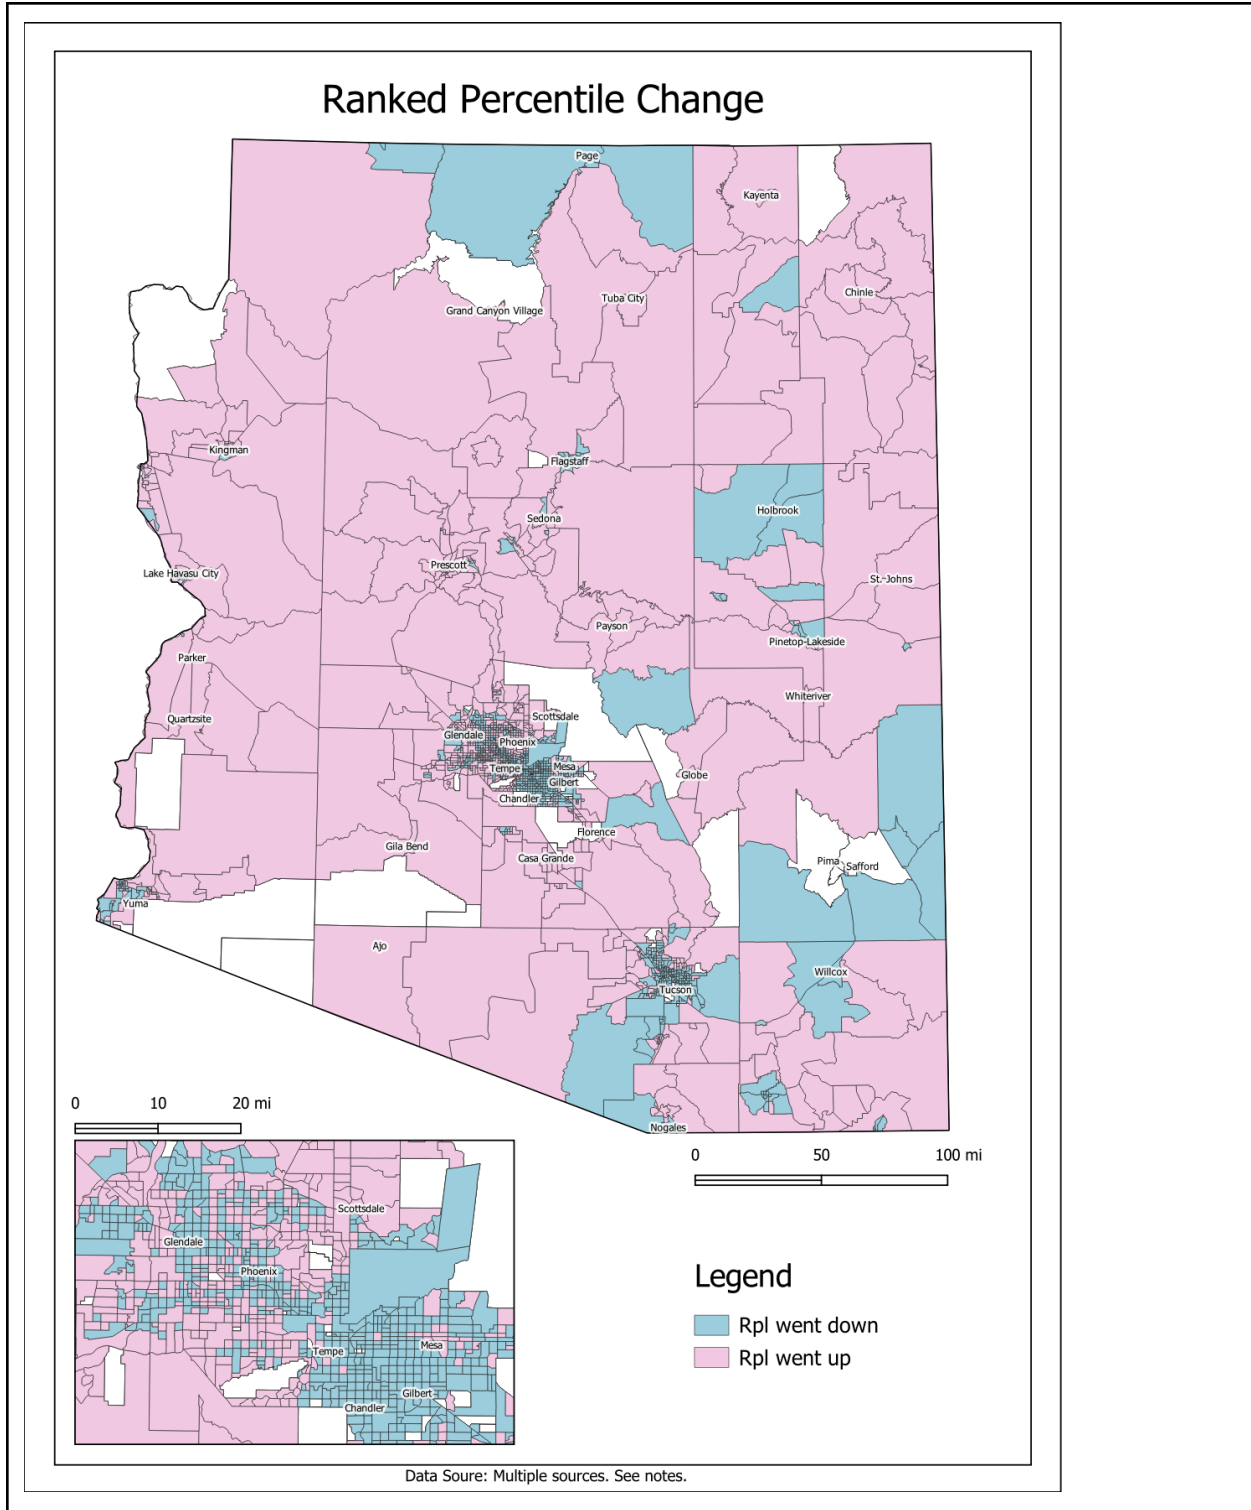 Ranked Percentile Change
Page
Kayenta
Chinle
Tuba City
Grand Canyon Village
Kingman
Flagstaff
Holbrook
Sedona
Prescott
Lake Havasu City
St. Johns
Payson
Pinetop-Lakeside
Parker
Whiteriver
Quartzsite
Scottsdale
Glendale
Phoenix
Tempe
Mesa
Globe
Gilbert
Chandler
Florence
Gila Bend
Casa Grande
Pima
Safford
Yuma
Ajo
Willcox
Tucson
Nogales
0 10 20 mi
0 50 100 mi
Scottsdale
Glendale
Phoenix
Tempe
Mesa
Gilbert
Chandler
Legend
Rpl went down
Rpl went up
Data Soure: Multiple sources. See notes.